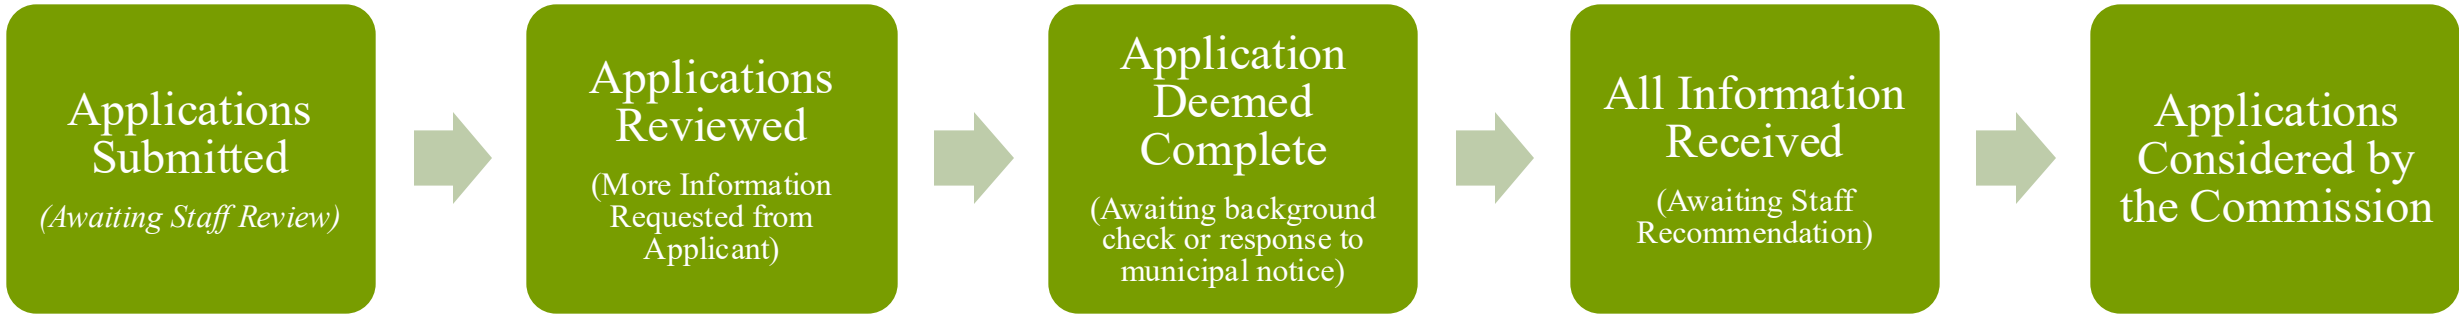 Applications
Submitted
(Awaiting Staff Review)
Applications
Reviewed
(More Information
Requested from
Applicant)
Application
Deemed
Complete
(Awaiting background
check or response to
municipal notice)
All Information
Received
(Awaiting Staff
Recommendation)
Applications
Considered by
the Commission